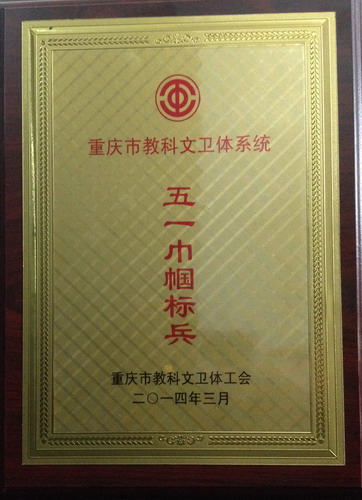 重庆市教科文卫体系统
五一巾帼标兵
重庆市教科文卫体工会
二〇一四年三月